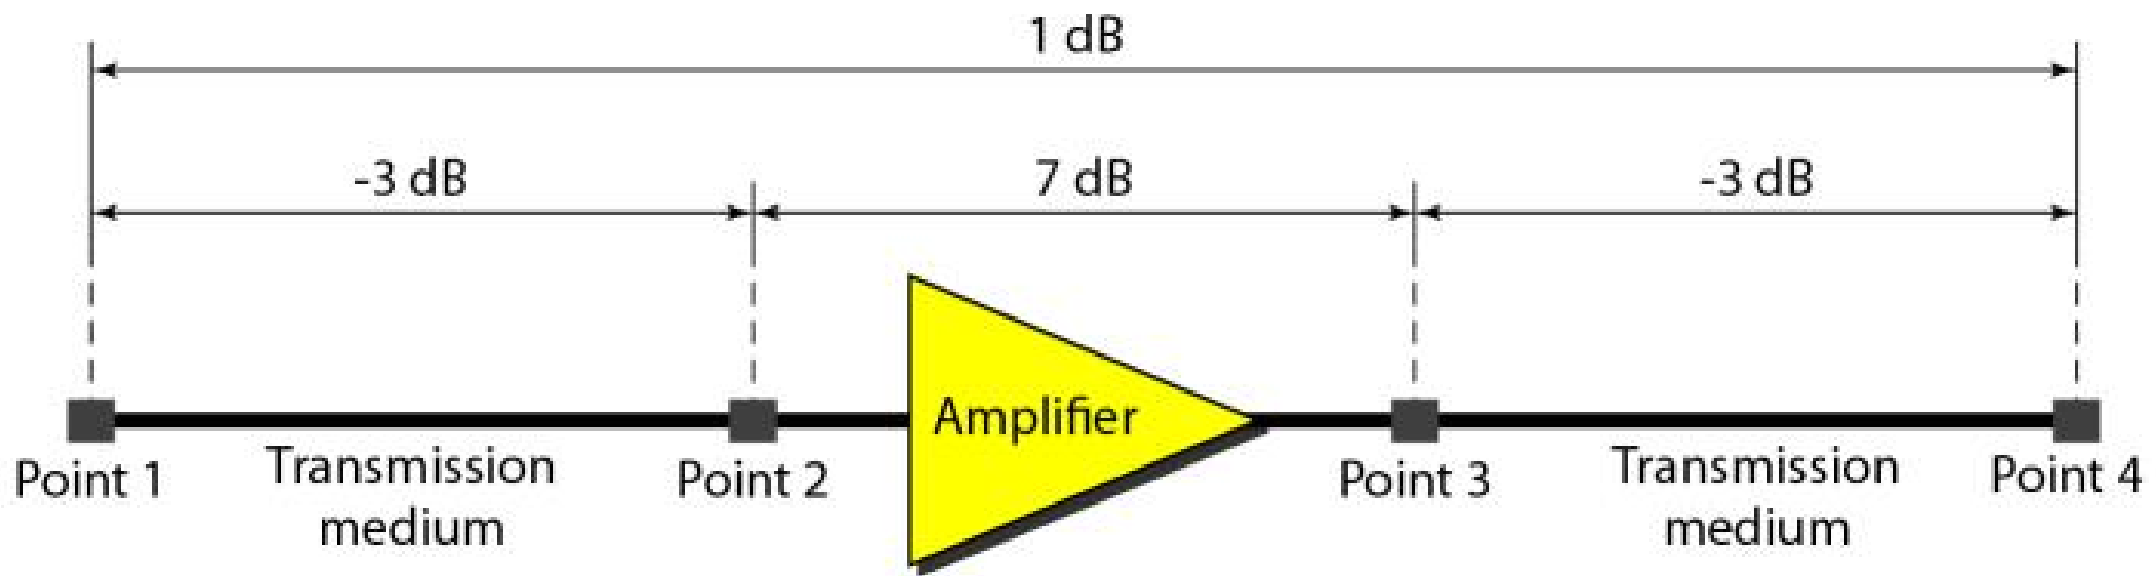 1 dB
-3 dB
7 dB
-3 dB
Amplifier
Point 1
Transmission
medium
Point 2
Point 3
Transmission
medium
Point 4